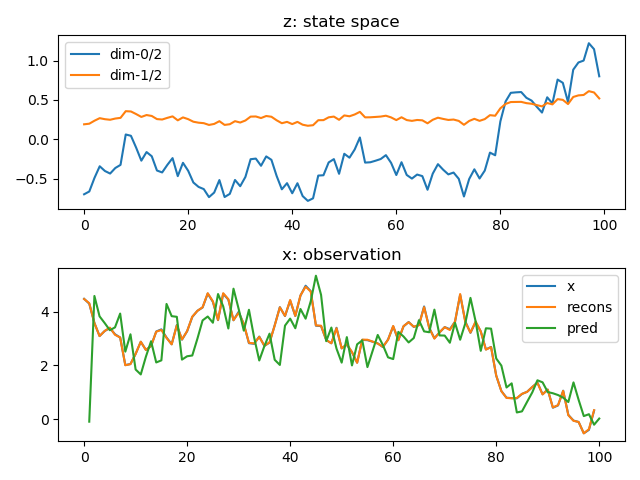 z: state space
dim-0/2
dim-1/2
1.0
0.5
0.0
−0.5
0 20 40 60 80 100
x: observation
x
recons
pred
4
2
0
0 20 40 60 80 100